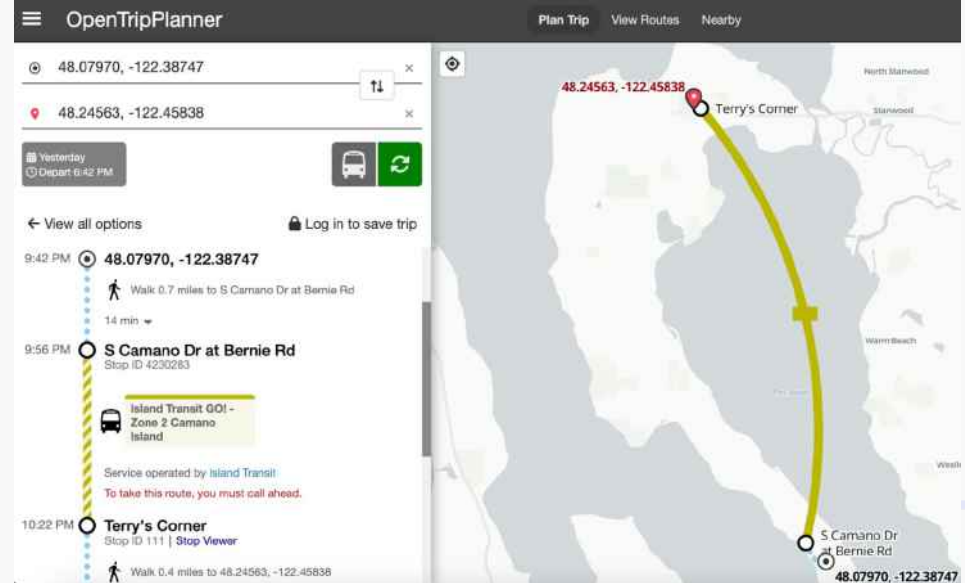 OpenTripPlanner
Plan Trip
View Routes
Nearby
48.07970, -122.38747
48.24563, -122.45838
Yesterday
Depart 6:42 PM
View all options
Log in to save trip
9:42 PM
48.07970, -122.38747
Walk 0.7 miles to S Camano Dr at Bernie Rd
14 min
9:56 PM
S Camano Dr at Bernie Rd
Stop ID 4230283
Island Transit GO! -
Zone 2 Camano
Island
Service operated by Island Transit
To take this route, you must call ahead.
10:22 PM
Terry's Corner
Stop ID 111 | Stop Viewer
Walk 0.4 miles to 48.24563, -122.45838
North Stanwood
48.24563, -122.45838
Terry's Corner
Stanwood
Warm Beach
S Camano Dr
at Bernie Rd
48.07970, -122.38747